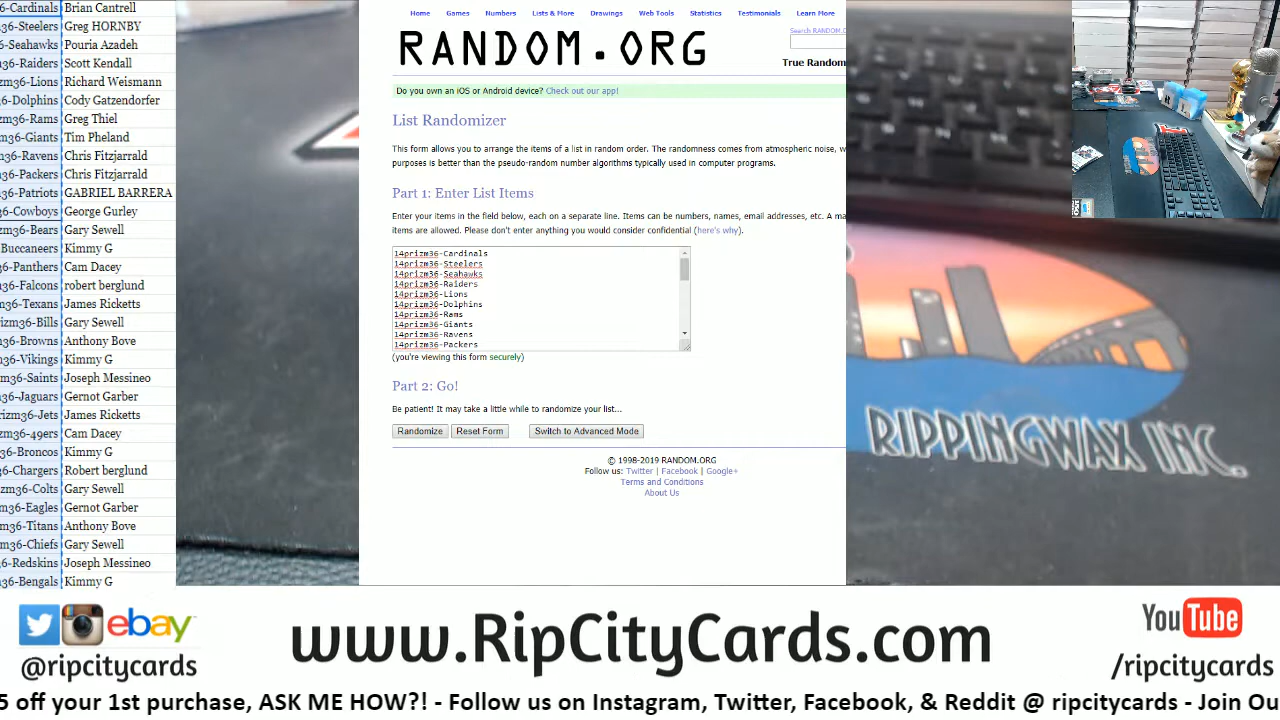 6-Cardinals Brian Cantrell
36-Steelers Greg HORNBY
6-Seahawks Pouria Azadeh
m36-Raiders Scott Kendall
izm36-Lions Richard Weismann
6-Dolphins Cody Gatzendorfer
zm36-Rams Greg Thiel
m36-Giants Tim Pheland
36-Ravens Chris Fitzjarrald
36-Packers Chris Fitzjarrald
36-Patriots GABRIEL BARRERA
6-Cowboys George Gurley
m36-Bears Gary Sewell
Buccaneers Kimmy G
6-Panthers Cam Dacey
36-Falcons robert berglund
m36-Texans James Ricketts
rizm36-Bills Gary Sewell
36-Browns Anthony Bove
36-Vikings Kimmy G
m36-Saints Joseph Messineo
36-Jaguars Gernot Garber
rizm36-Jets James Ricketts
zm36-49ers Cam Dacey
36-Broncos Kimmy G
6-Chargers Robert berglund
zm36-Colts Gary Sewell
m36-Eagles Gernot Garber
m36-Titans Anthony Bove
m36-Chiefs Gary Sewell
6-Redskins Joseph Messineo
36-Bengals Kimmy G
Home Games Numbers Lists & More Drawings Web Tools Statistics Testimonials Learn More
RANDOM.ORG
Search RANDOM.O
True Random
Do you own an iOS or Android device? Check out our app!
List Randomizer
This form allows you to arrange the items of a list in random order. The randomness comes from atmospheric noise, w
purposes is better than the pseudo-random number algorithms typically used in computer programs.
Part 1: Enter List Items
Enter your items in the field below, each on a separate line. Items can be numbers, names, email addresses, etc. A ma
items are allowed. Please don't enter anything you would consider confidential (here's why).
14prizm36-Cardinals
14prizm36-Steelers
14prizm36-Seahawks
14prizm36-Raiders
14prizm36-Lions
14prizm36-Dolphins
14prizm36-Rams
14prizm36-Giants
14prizm36-Ravens
14prizm36-Packers
(you're viewing this form securely)
Part 2: Go!
Be patient! It may take a little while to randomize your list...
Randomize Reset Form Switch to Advanced Mode
© 1998-2019 RANDOM.ORG
Follow us: Twitter | Facebook | Google+
Terms and Conditions
About Us
RIPPINGWAX INC.
ebay
@ripcitycards
www.RipCityCards.com
YouTube
/ripcitycards
5 off your 1st purchase, ASK ME HOW?! - Follow us on Instagram, Twitter, Facebook, & Reddit @ ripcitycards - Join Ou